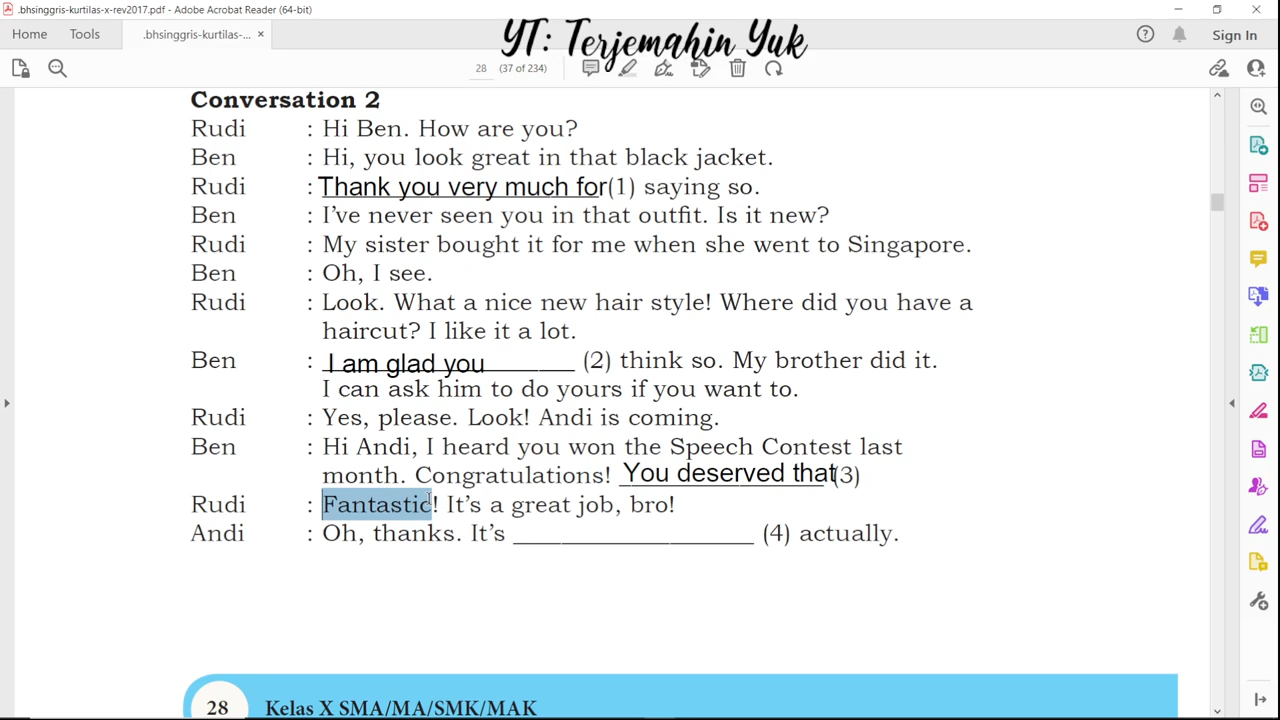 .bhsinggris-kurtilas-x-rev2017.pdf - Adobe Acrobat Reader (64-bit)
Home Tools .bhsinggris-kurtilas-... × Sign In
YT: Terjemahin Yuk
28 (37 of 234)
Conversation 2
Rudi : Hi Ben. How are you?
Ben : Hi, you look great in that black jacket.
Rudi : Thank you very much for(1) saying so.
Ben : I've never seen you in that outfit. Is it new?
Rudi : My sister bought it for me when she went to Singapore.
Ben : Oh, I see.
Rudi : Look. What a nice new hair style! Where did you have a
haircut? I like it a lot.
Ben : I am glad you ______ (2) think so. My brother did it.
I can ask him to do yours if you want to.
Rudi : Yes, please. Look! Andi is coming.
Ben : Hi Andi, I heard you won the Speech Contest last
month. Congratulations! You deserved that(3)
Rudi : Fantastic! It's a great job, bro!
Andi : Oh, thanks. It's ____________________ (4) actually.
28 Kelas X SMA/MA/SMK/MAK